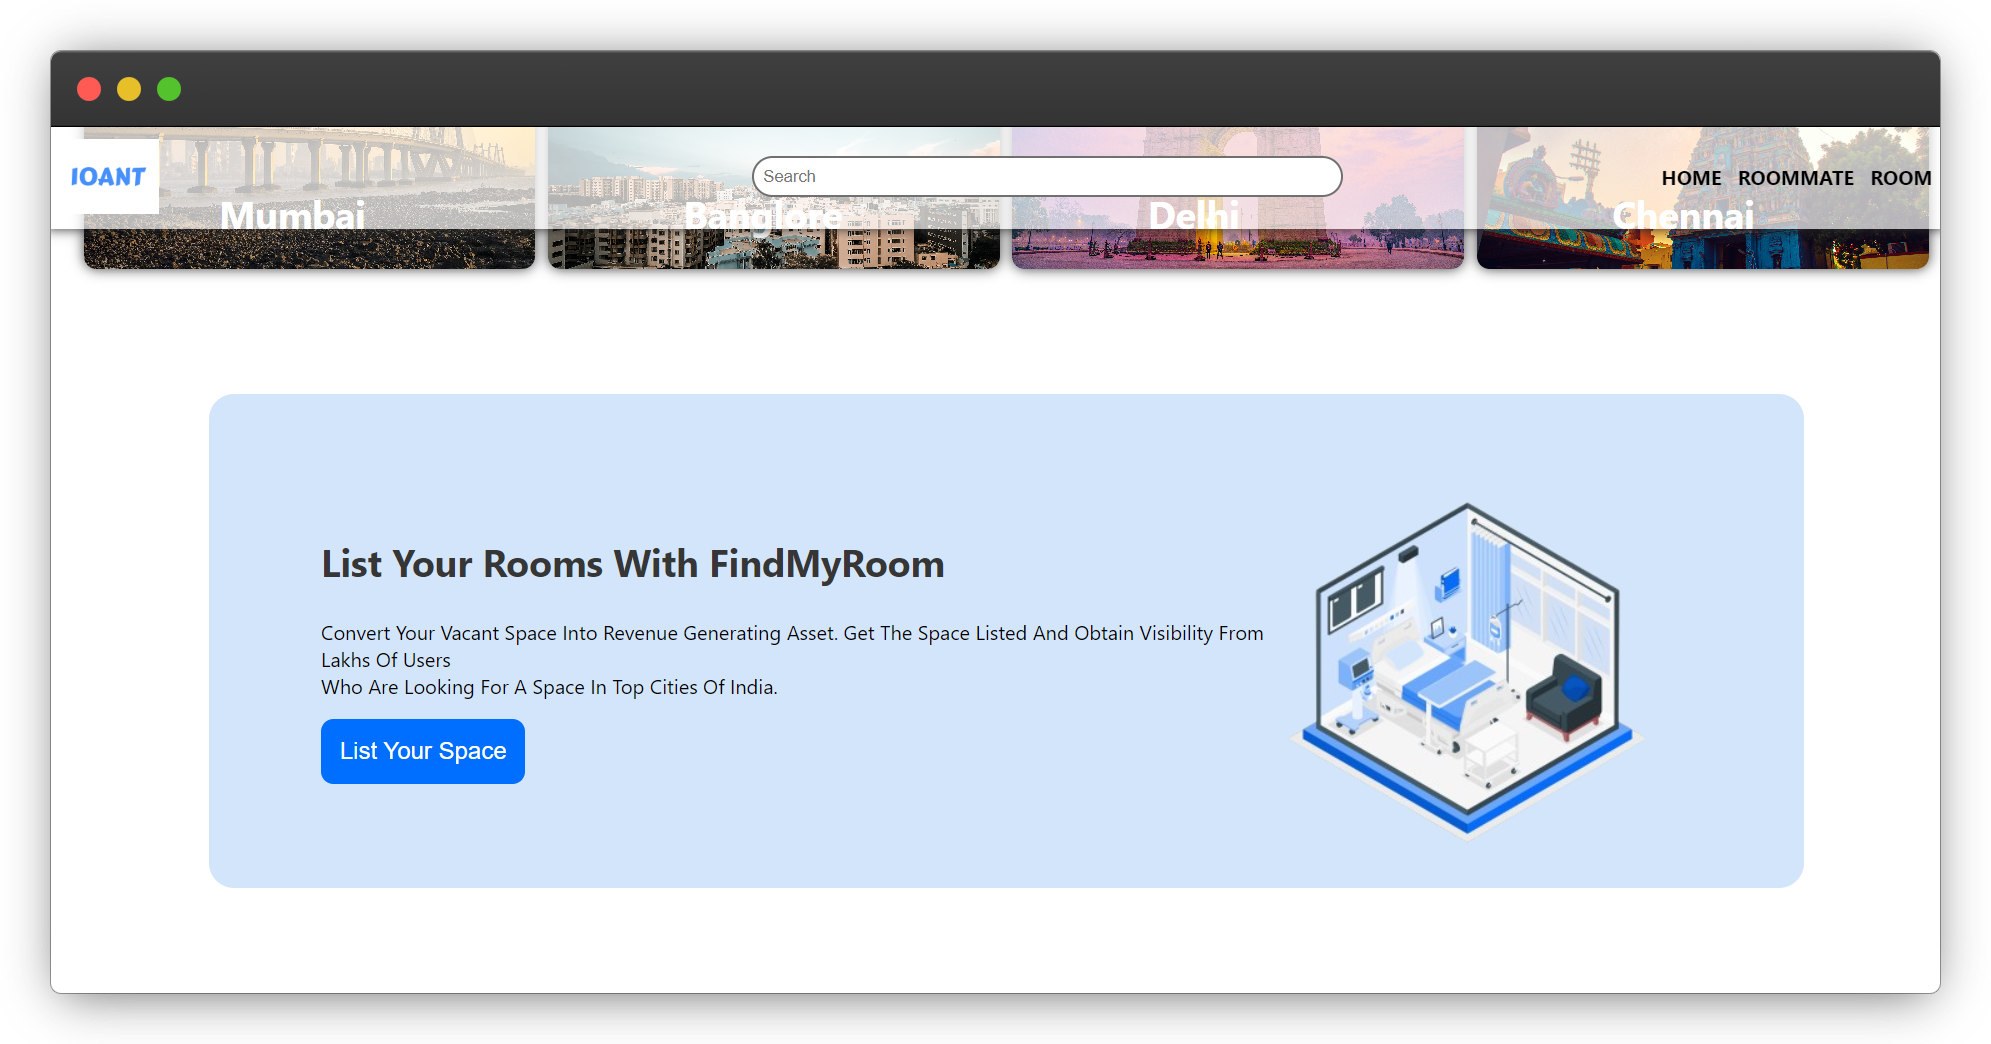 IOANT
Search
HOME ROOMMATE ROOM
Mumbai Banglore Delhi Chennai
List Your Rooms With FindMyRoom
Convert Your Vacant Space Into Revenue Generating Asset. Get The Space Listed And Obtain Visibility From
Lakhs Of Users
Who Are Looking For A Space In Top Cities Of India.
List Your Space